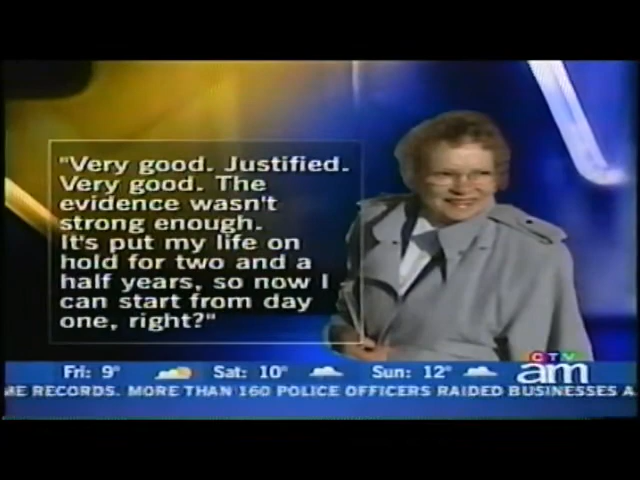 "Very good. Justified.
Very good. The
evidence wasn't
strong enough.
It's put my life on
hold for two and a
half years, so now I
can start from day
one, right?"
Fri: 9° Sat: 10° Sun: 12°
CTV
am
ME RECORDS. MORE THAN 160 POLICE OFFICERS RAIDED BUSINESSES A